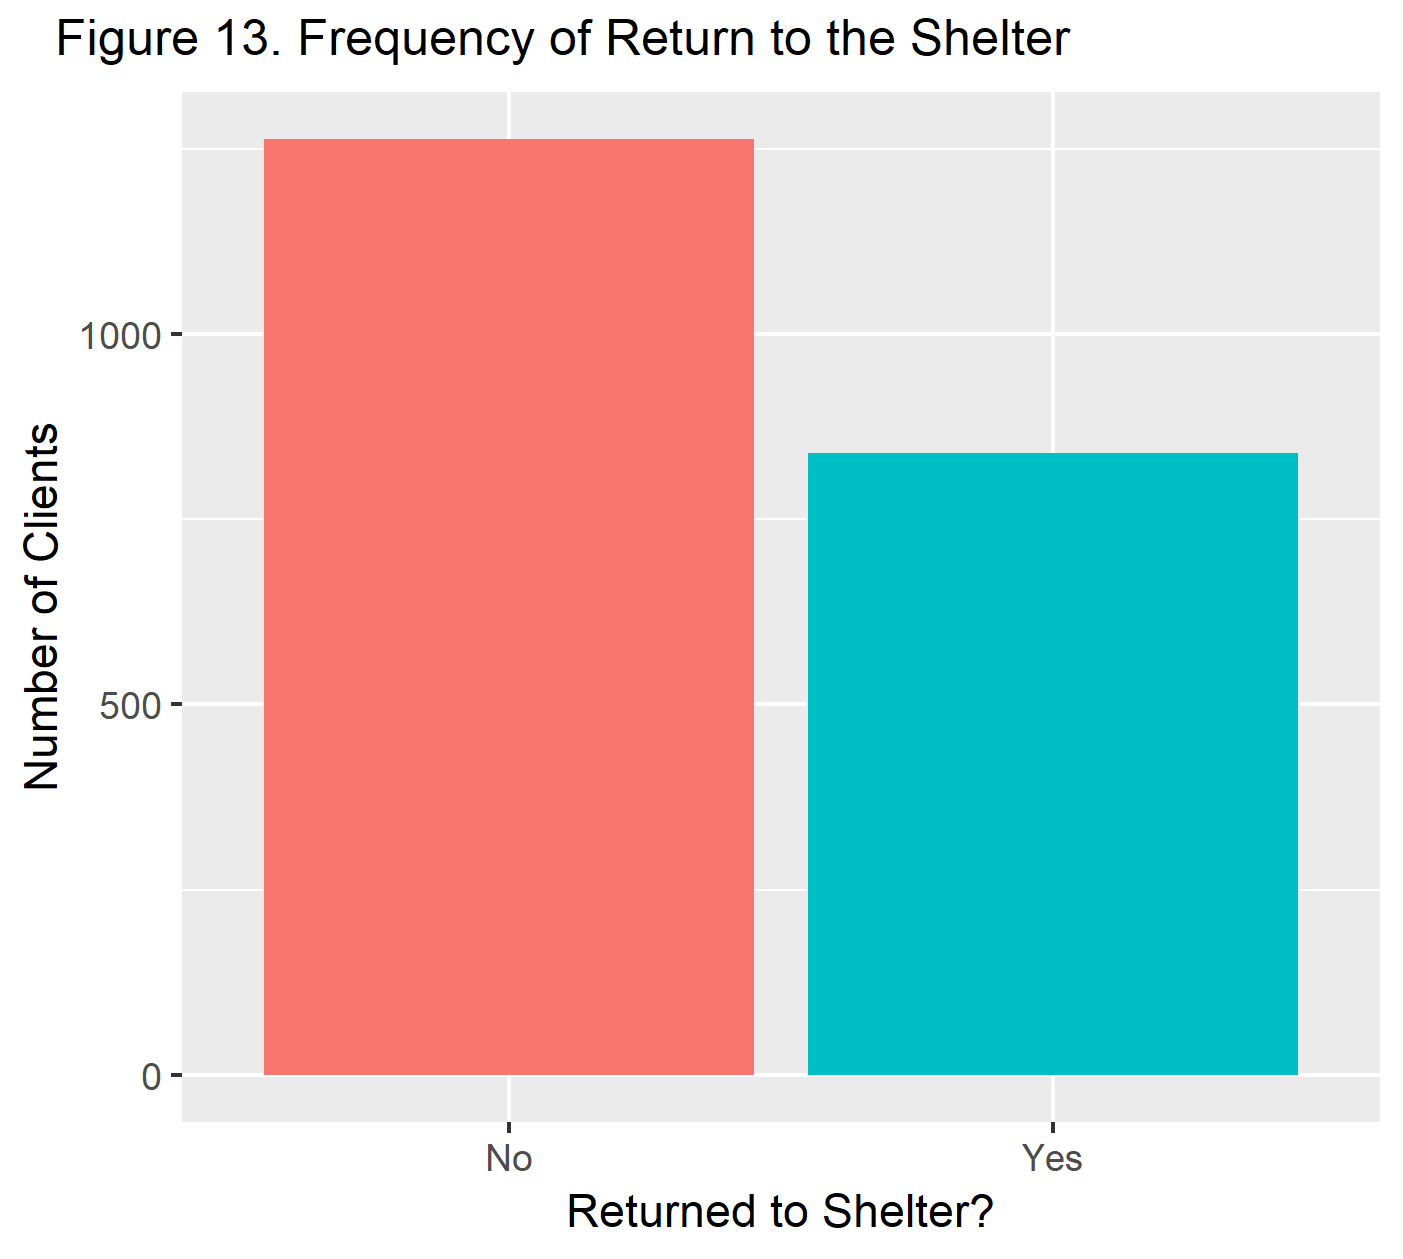 Figure 13. Frequency of Return to the Shelter
Number of Clients
1000
500
0
No
Yes
Returned to Shelter?